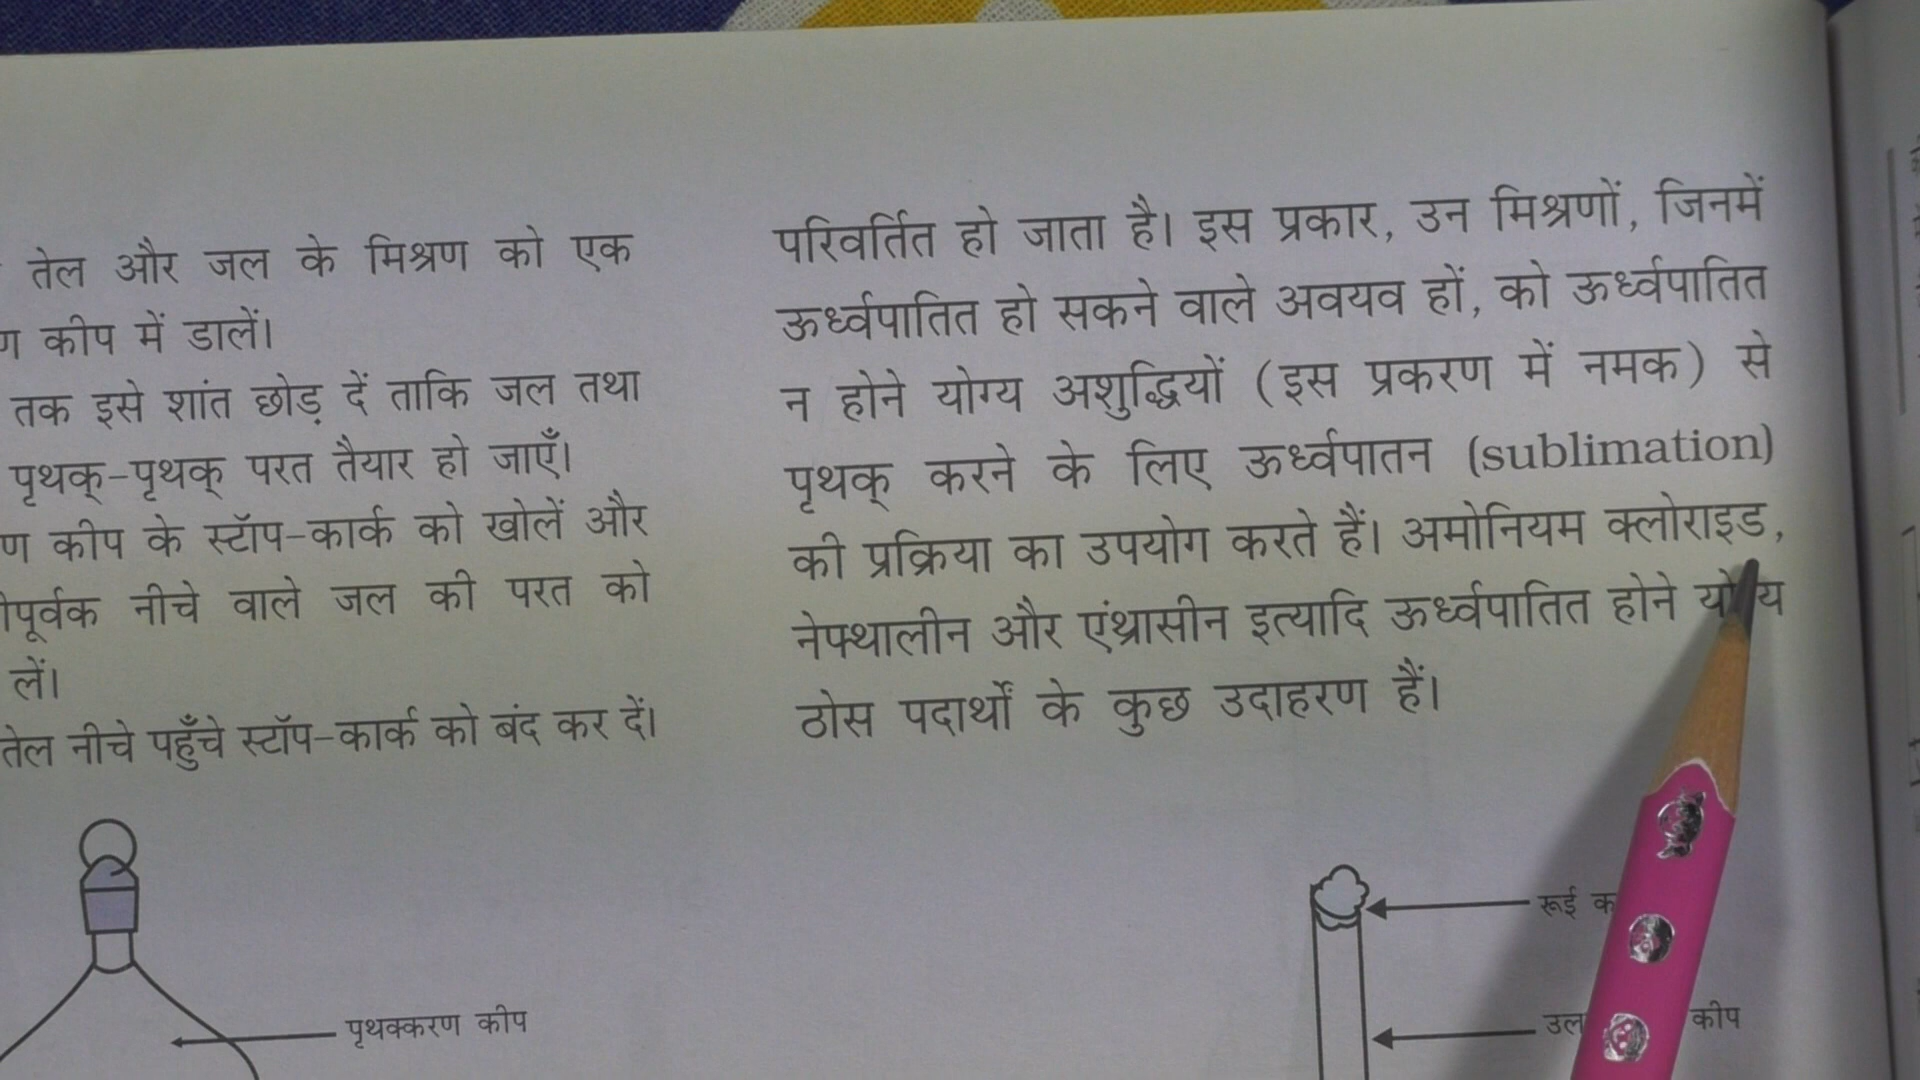 तेल और जल के मिश्रण को एक
कीप में डालें।
तक इसे शांत छोड़ दें ताकि जल तथा
पृथक्-पृथक् परत तैयार हो जाएँ।
कीप के स्टॉप-कार्क को खोलें और
नीचे वाले जल की परत को
लें।
तेल नीचे पहुँचे स्टॉप-कार्क को बंद कर दें।
पृथक्करण कीप
परिवर्तित हो जाता है। इस प्रकार, उन मिश्रणों, जिनमें
ऊर्ध्वपातित हो सकने वाले अवयव हों, को ऊर्ध्वपातित
न होने योग्य अशुद्धियों (इस प्रकरण में नमक) से
पृथक् करने के लिए ऊर्ध्वपातन (sublimation)
की प्रक्रिया का उपयोग करते हैं। अमोनियम क्लोराइड,
नेफ्थालीन और एंथ्रासीन इत्यादि ऊर्ध्वपातित होने योग्य
ठोस पदार्थों के कुछ उदाहरण हैं।
रूई
कीप